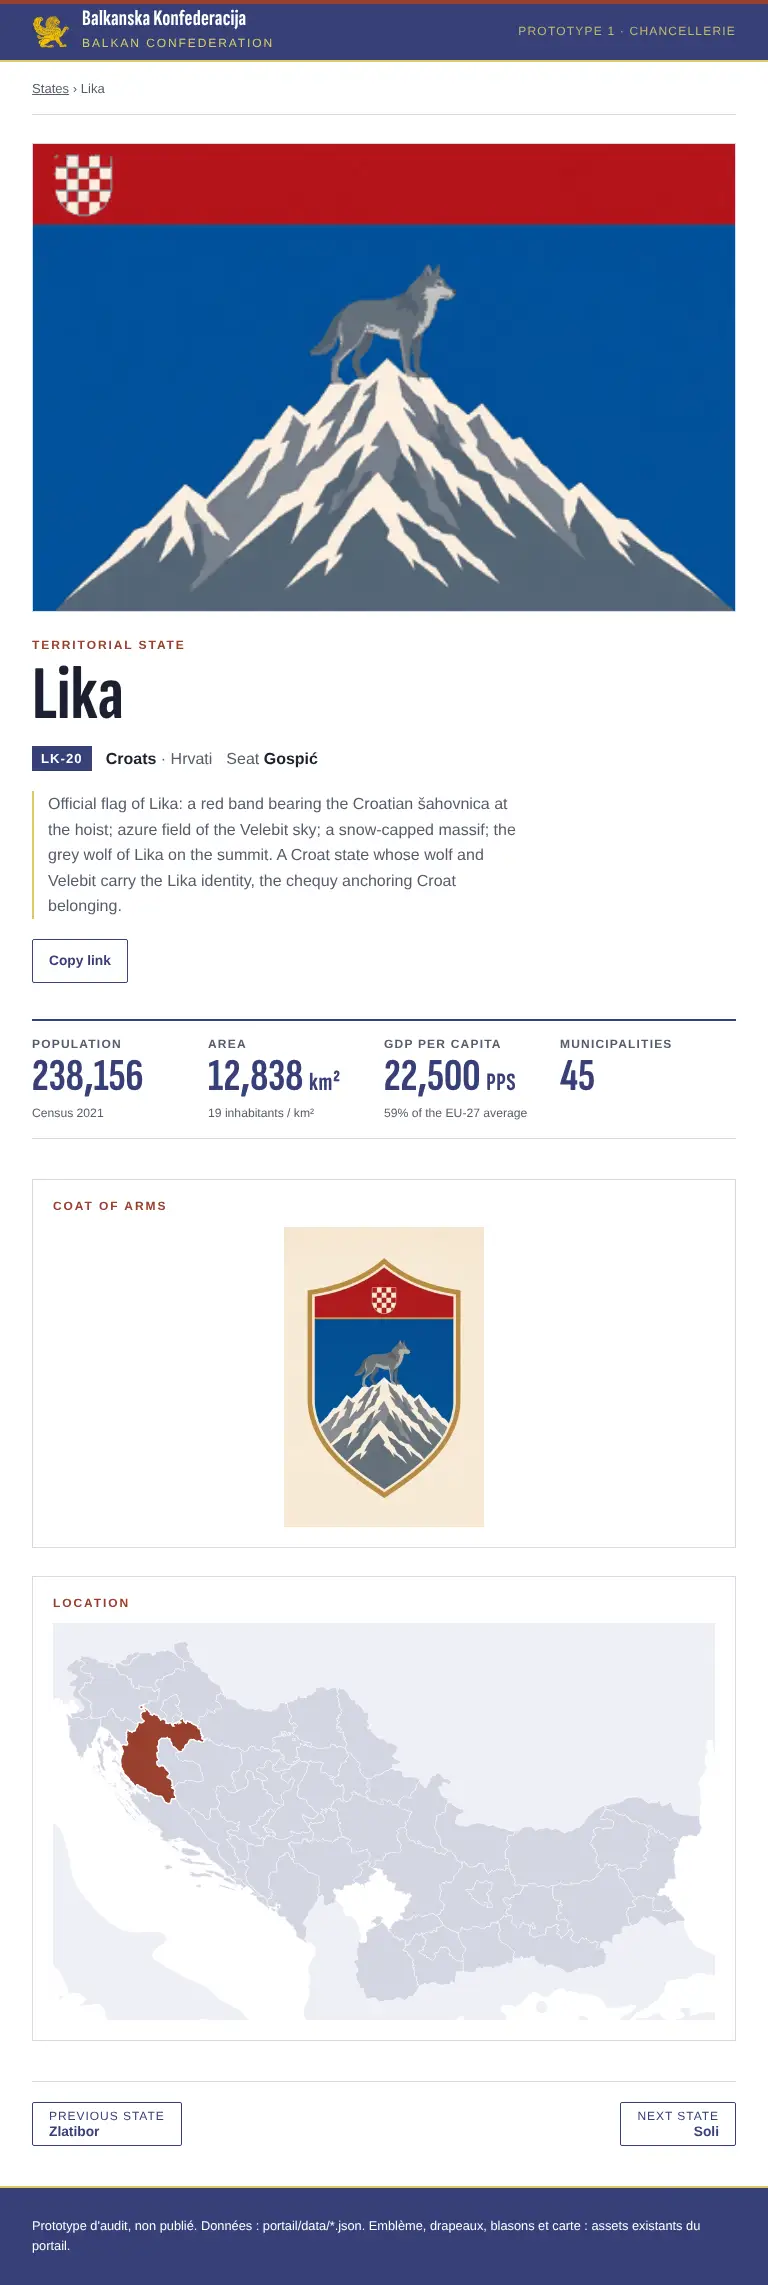 Balkanska Konfederacija
BALKAN CONFEDERATION
PROTOTYPE 1 · CHANCELLERIE
States › Lika
TERRITORIAL STATE
Lika
LK-20 Croats · Hrvati Seat Gospić
Official flag of Lika: a red band bearing the Croatian šahovnica at
the hoist; azure field of the Velebit sky; a snow-capped massif; the
grey wolf of Lika on the summit. A Croat state whose wolf and
Velebit carry the Lika identity, the chequy anchoring Croat
belonging.
Copy link
POPULATION
238,156
Census 2021
AREA
12,838 km²
19 inhabitants / km²
GDP PER CAPITA
22,500 PPS
59% of the EU-27 average
MUNICIPALITIES
45
COAT OF ARMS
LOCATION
PREVIOUS STATE
Zlatibor
NEXT STATE
Soli
Prototype d'audit, non publié. Données : portail/data/*.json. Emblème, drapeaux, blasons et carte : assets existants du
portail.